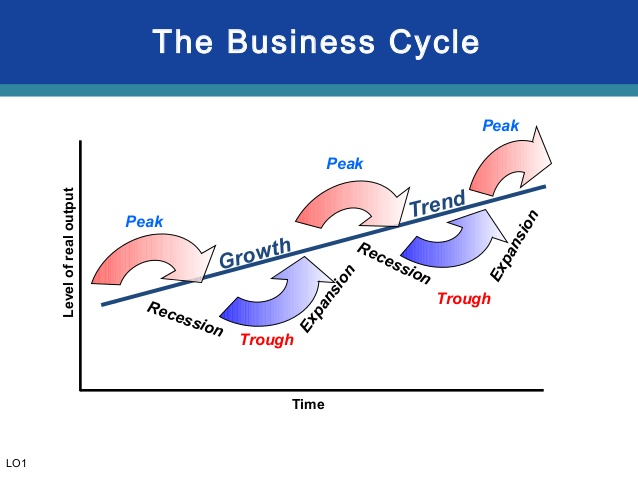 The Business Cycle
Peak
Peak
Peak
Level of real output
Growth
Trend
Recession
Trough
Expansion
Recession
Trough
Expansion
Time
LO1